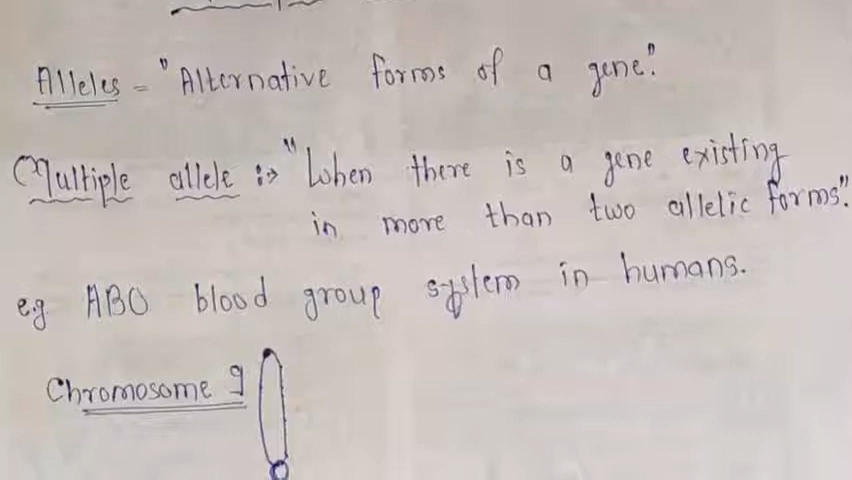 Alleles = "Alternative forms of a gene".
Multiple allele :→ "When there is a gene existing
in more than two allelic forms".
e.g ABO blood group system in humans.
Chromosome 9